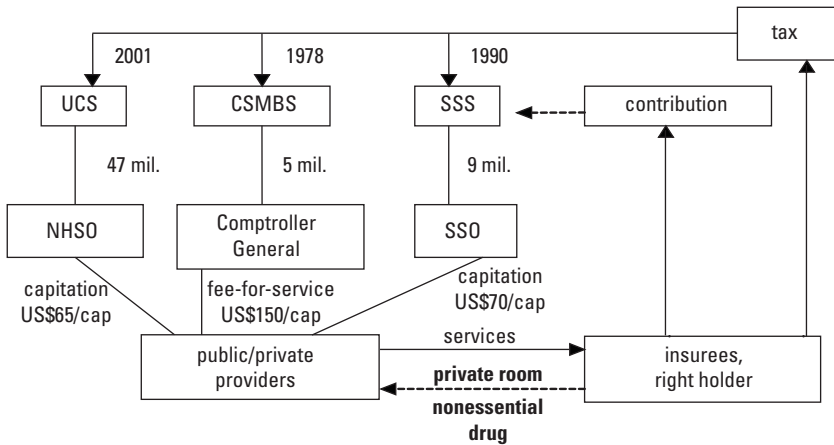 tax
2001
1978
1990
UCS
CSMBS
SSS
contribution
47 mil.
5 mil.
9 mil.
NHSO
Comptroller
General
SSO
capitation
US$65/cap
fee-for-service
US$150/cap
capitation
US$70/cap
public/private
providers
services
private room
nonessential
drug
insurees,
right holder